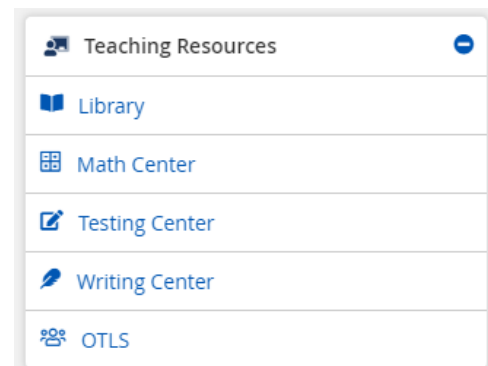 Teaching Resources
Library
Math Center
Testing Center
Writing Center
OTLS